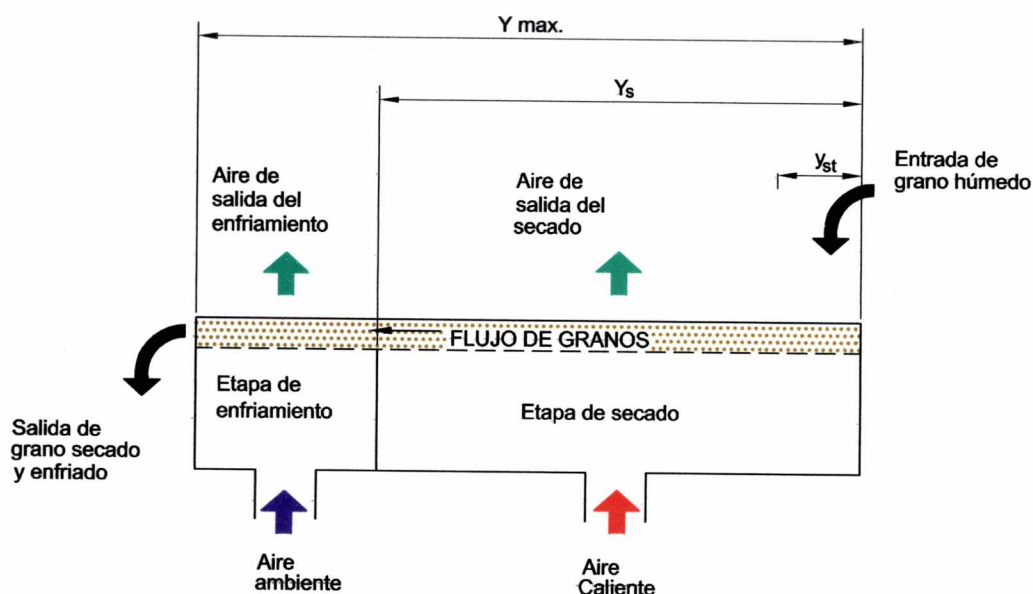 Y max.
Ys
yst
Entrada de
grano húmedo
Aire de
salida del
enfriamiento
Aire de
salida del
secado
FLUJO DE GRANOS
Etapa de
enfriamiento
Etapa de secado
Salida de
grano secado
y enfriado
Aire
ambiente
Aire
Caliente